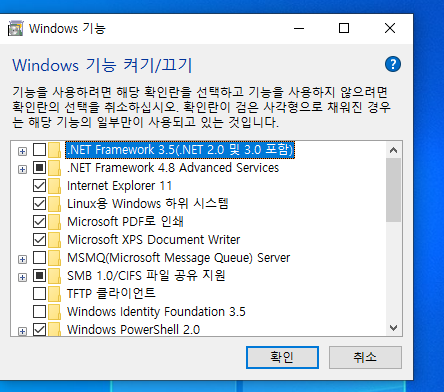 Windows 기능
Windows 기능 켜기/끄기
기능을 사용하려면 해당 확인란을 선택하고 기능을 사용하지 않으려면
확인란의 선택을 취소하십시오. 확인란이 검은 사각형으로 채워진 경우
는 해당 기능의 일부만이 사용되고 있는 것입니다.
.NET Framework 3.5(.NET 2.0 및 3.0 포함)
.NET Framework 4.8 Advanced Services
Internet Explorer 11
Linux용 Windows 하위 시스템
Microsoft PDF로 인쇄
Microsoft XPS Document Writer
MSMQ(Microsoft Message Queue) Server
SMB 1.0/CIFS 파일 공유 지원
TFTP 클라이언트
Windows Identity Foundation 3.5
Windows PowerShell 2.0
확인 취소